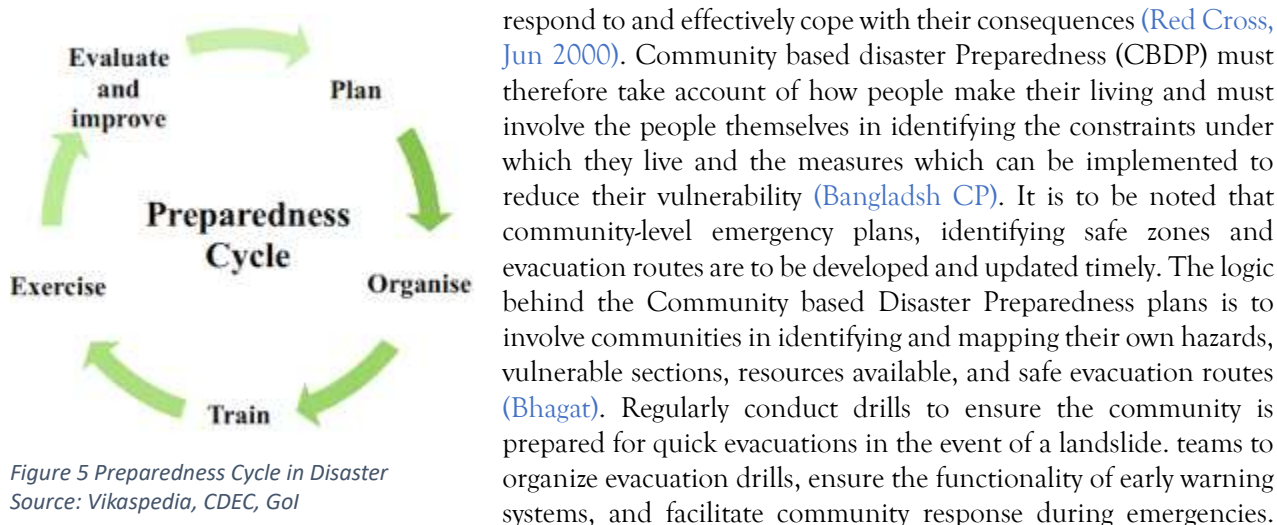 Evaluate
and
improve
Plan
Preparedness
Cycle
Exercise
Organise
Train
Figure 5 Preparedness Cycle in Disaster
Source: Vikaspedia, CDEC, GoI
respond to and effectively cope with their consequences (Red Cross,
Jun 2000). Community based disaster Preparedness (CBDP) must
therefore take account of how people make their living and must
involve the people themselves in identifying the constraints under
which they live and the measures which can be implemented to
reduce their vulnerability (Bangladsh CP). It is to be noted that
community-level emergency plans, identifying safe zones and
evacuation routes are to be developed and updated timely. The logic
behind the Community based Disaster Preparedness plans is to
involve communities in identifying and mapping their own hazards,
vulnerable sections, resources available, and safe evacuation routes
(Bhagat). Regularly conduct drills to ensure the community is
prepared for quick evacuations in the event of a landslide. teams to
organize evacuation drills, ensure the functionality of early warning
systems, and facilitate community response during emergencies.